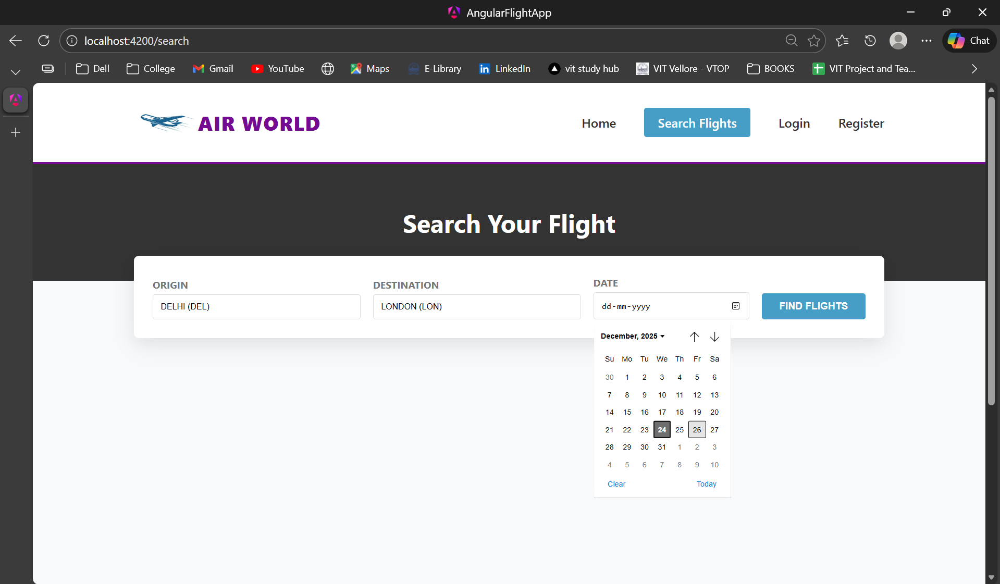 AngularFlightApp
localhost:4200/search
Chat
Dell College Gmail YouTube Maps E-Library LinkedIn vit study hub VIT Vellore - VTOP BOOKS VIT Project and Tea...
AIR WORLD
Home Search Flights Login Register
Search Your Flight
ORIGIN DESTINATION DATE
DELHI (DEL) LONDON (LON) dd-mm-yyyy FIND FLIGHTS
December, 2025
Su Mo Tu We Th Fr Sa
30 1 2 3 4 5 6
7 8 9 10 11 12 13
14 15 16 17 18 19 20
21 22 23 24 25 26 27
28 29 30 31 1 2 3
4 5 6 7 8 9 10
Clear Today